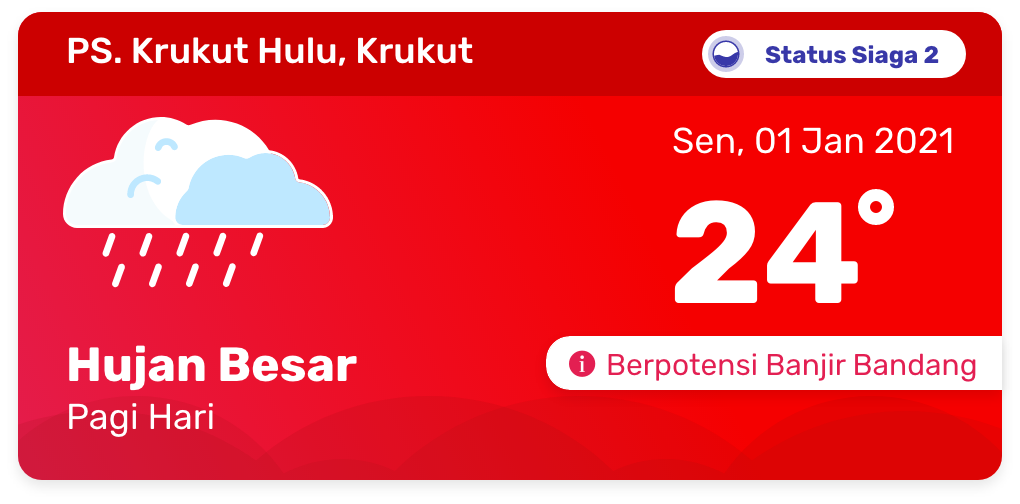 PS. Krukut Hulu, Krukut
Status Siaga 2
Sen, 01 Jan 2021
24°
Hujan Besar
Pagi Hari
i Berpotensi Banjir Bandang